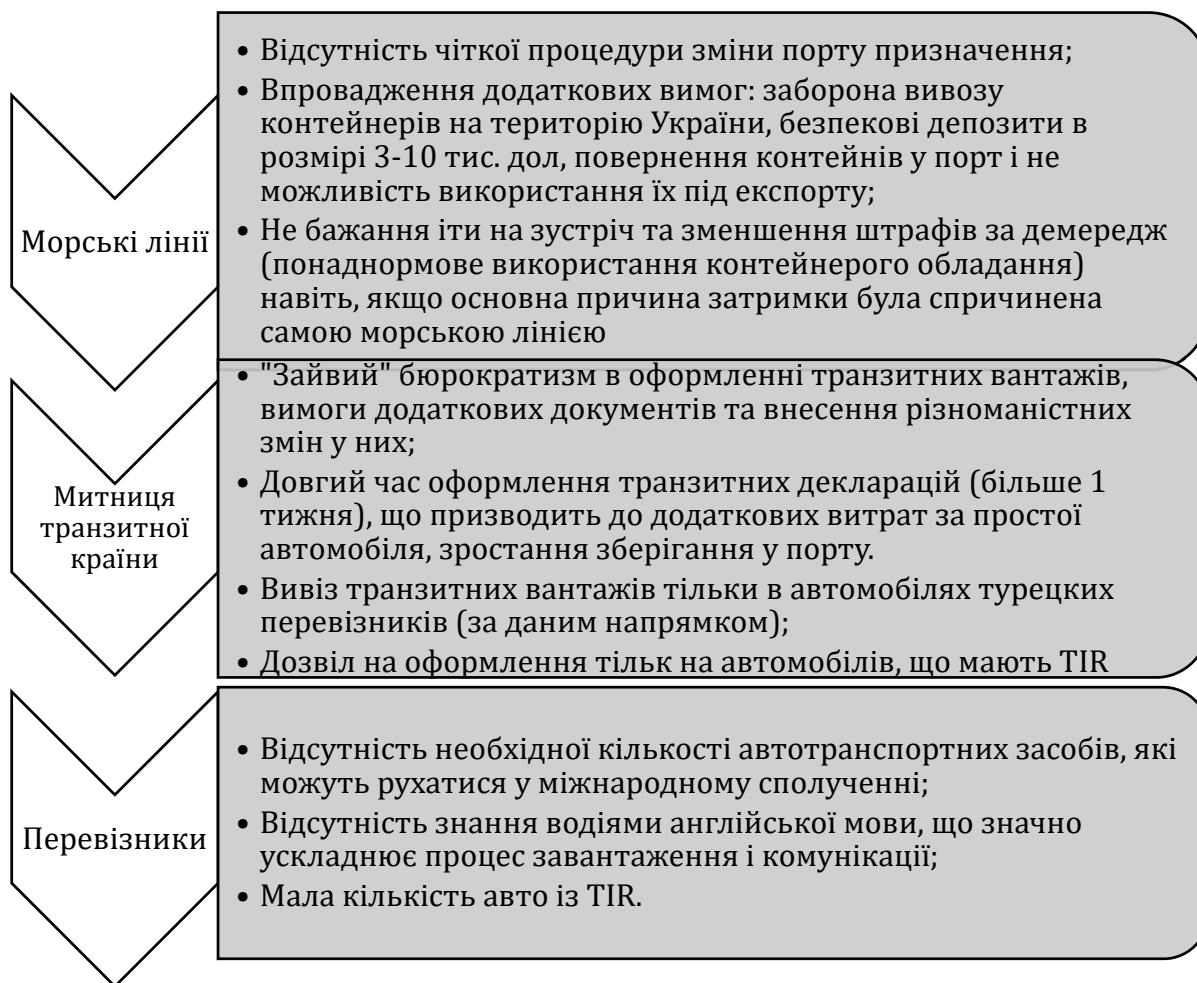 Морські лінії
• Відсутність чіткої процедури зміни порту призначення;
• Впровадження додаткових вимог: заборона вивозу
контейнерів на територію України, безпекові депозити в
розмірі 3-10 тис. дол, повернення контейнів у порт і не
можливість використання їх під експорту;
• Не бажання іти на зустріч та зменшення штрафів за демередж
(понаднормове використання контейнерого обладання)
навіть, якщо основна причина затримки була спричинена
самою морською лінією
Митниця
транзитної
країни
• "Зайвий" бюрократизм в оформленні транзитних вантажів,
вимоги додаткових документів та внесення різноманістних
змін у них;
• Довгий час оформлення транзитних декларацій (більше 1
тижня), що призводить до додаткових витрат за простої
автомобіля, зростання зберігання у порту.
• Вивіз транзитних вантажів тільки в автомобілях турецких
перевізників (за даним напрямком);
• Дозвіл на оформлення тільк на автомобілів, що мають TIR
Перевізники
• Відсутність необхідної кількості автотранспортних засобів, які
можуть рухатися у міжнародному сполученні;
• Відсутність знання водіями англійської мови, що значно
ускладнює процес завантаження і комунікації;
• Мала кількість авто із TIR.